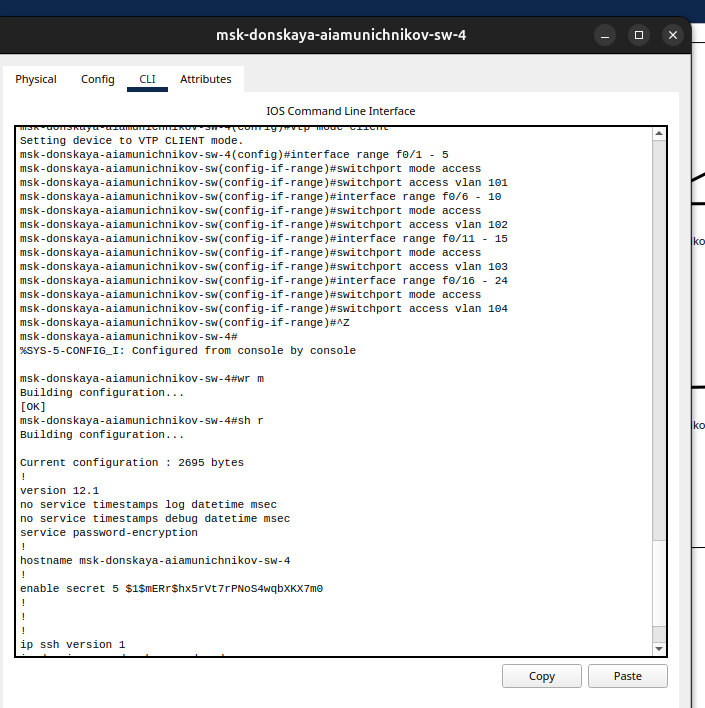 msk-donskaya-aiamunichnikov-sw-4
Physical Config CLI Attributes
IOS Command Line Interface
msk-donskaya-aiamunichnikov-sw-4(config)#vtp mode client
Setting device to VTP CLIENT mode.
msk-donskaya-aiamunichnikov-sw-4(config)#interface range f0/1 - 5
msk-donskaya-aiamunichnikov-sw(config-if-range)#switchport mode access
msk-donskaya-aiamunichnikov-sw(config-if-range)#switchport access vlan 101
msk-donskaya-aiamunichnikov-sw(config-if-range)#interface range f0/6 - 10
msk-donskaya-aiamunichnikov-sw(config-if-range)#switchport mode access
msk-donskaya-aiamunichnikov-sw(config-if-range)#switchport access vlan 102
msk-donskaya-aiamunichnikov-sw(config-if-range)#interface range f0/11 - 15
msk-donskaya-aiamunichnikov-sw(config-if-range)#switchport mode access
msk-donskaya-aiamunichnikov-sw(config-if-range)#switchport access vlan 103
msk-donskaya-aiamunichnikov-sw(config-if-range)#interface range f0/16 - 24
msk-donskaya-aiamunichnikov-sw(config-if-range)#switchport mode access
msk-donskaya-aiamunichnikov-sw(config-if-range)#switchport access vlan 104
msk-donskaya-aiamunichnikov-sw(config-if-range)#^Z
msk-donskaya-aiamunichnikov-sw-4#
%SYS-5-CONFIG_I: Configured from console by console
msk-donskaya-aiamunichnikov-sw-4#wr m
Building configuration...
[OK]
msk-donskaya-aiamunichnikov-sw-4#sh r
Building configuration...
Current configuration : 2695 bytes
!
version 12.1
no service timestamps log datetime msec
no service timestamps debug datetime msec
service password-encryption
!
hostname msk-donskaya-aiamunichnikov-sw-4
!
enable secret 5 $1$mERr$hx5rVt7rPNoS4wqbXKX7m0
!
!
!
ip ssh version 1
Copy Paste
ko
ko